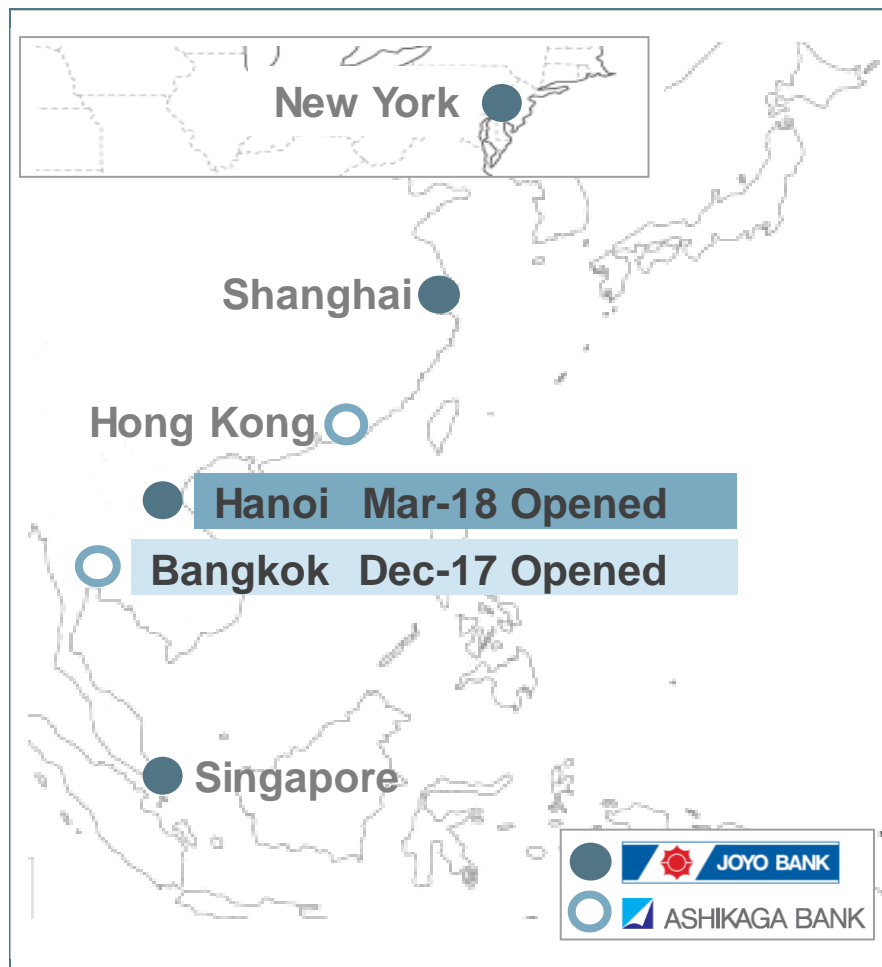 New York
Shanghai
Hong Kong
Hanoi Mar-18 Opened
Bangkok Dec-17 Opened
Singapore
JOYO BANK
ASHIKAGA BANK